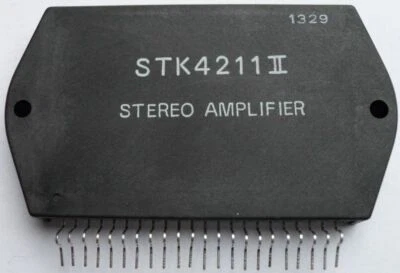 1329
STK4211II
STEREO AMPLIFIER